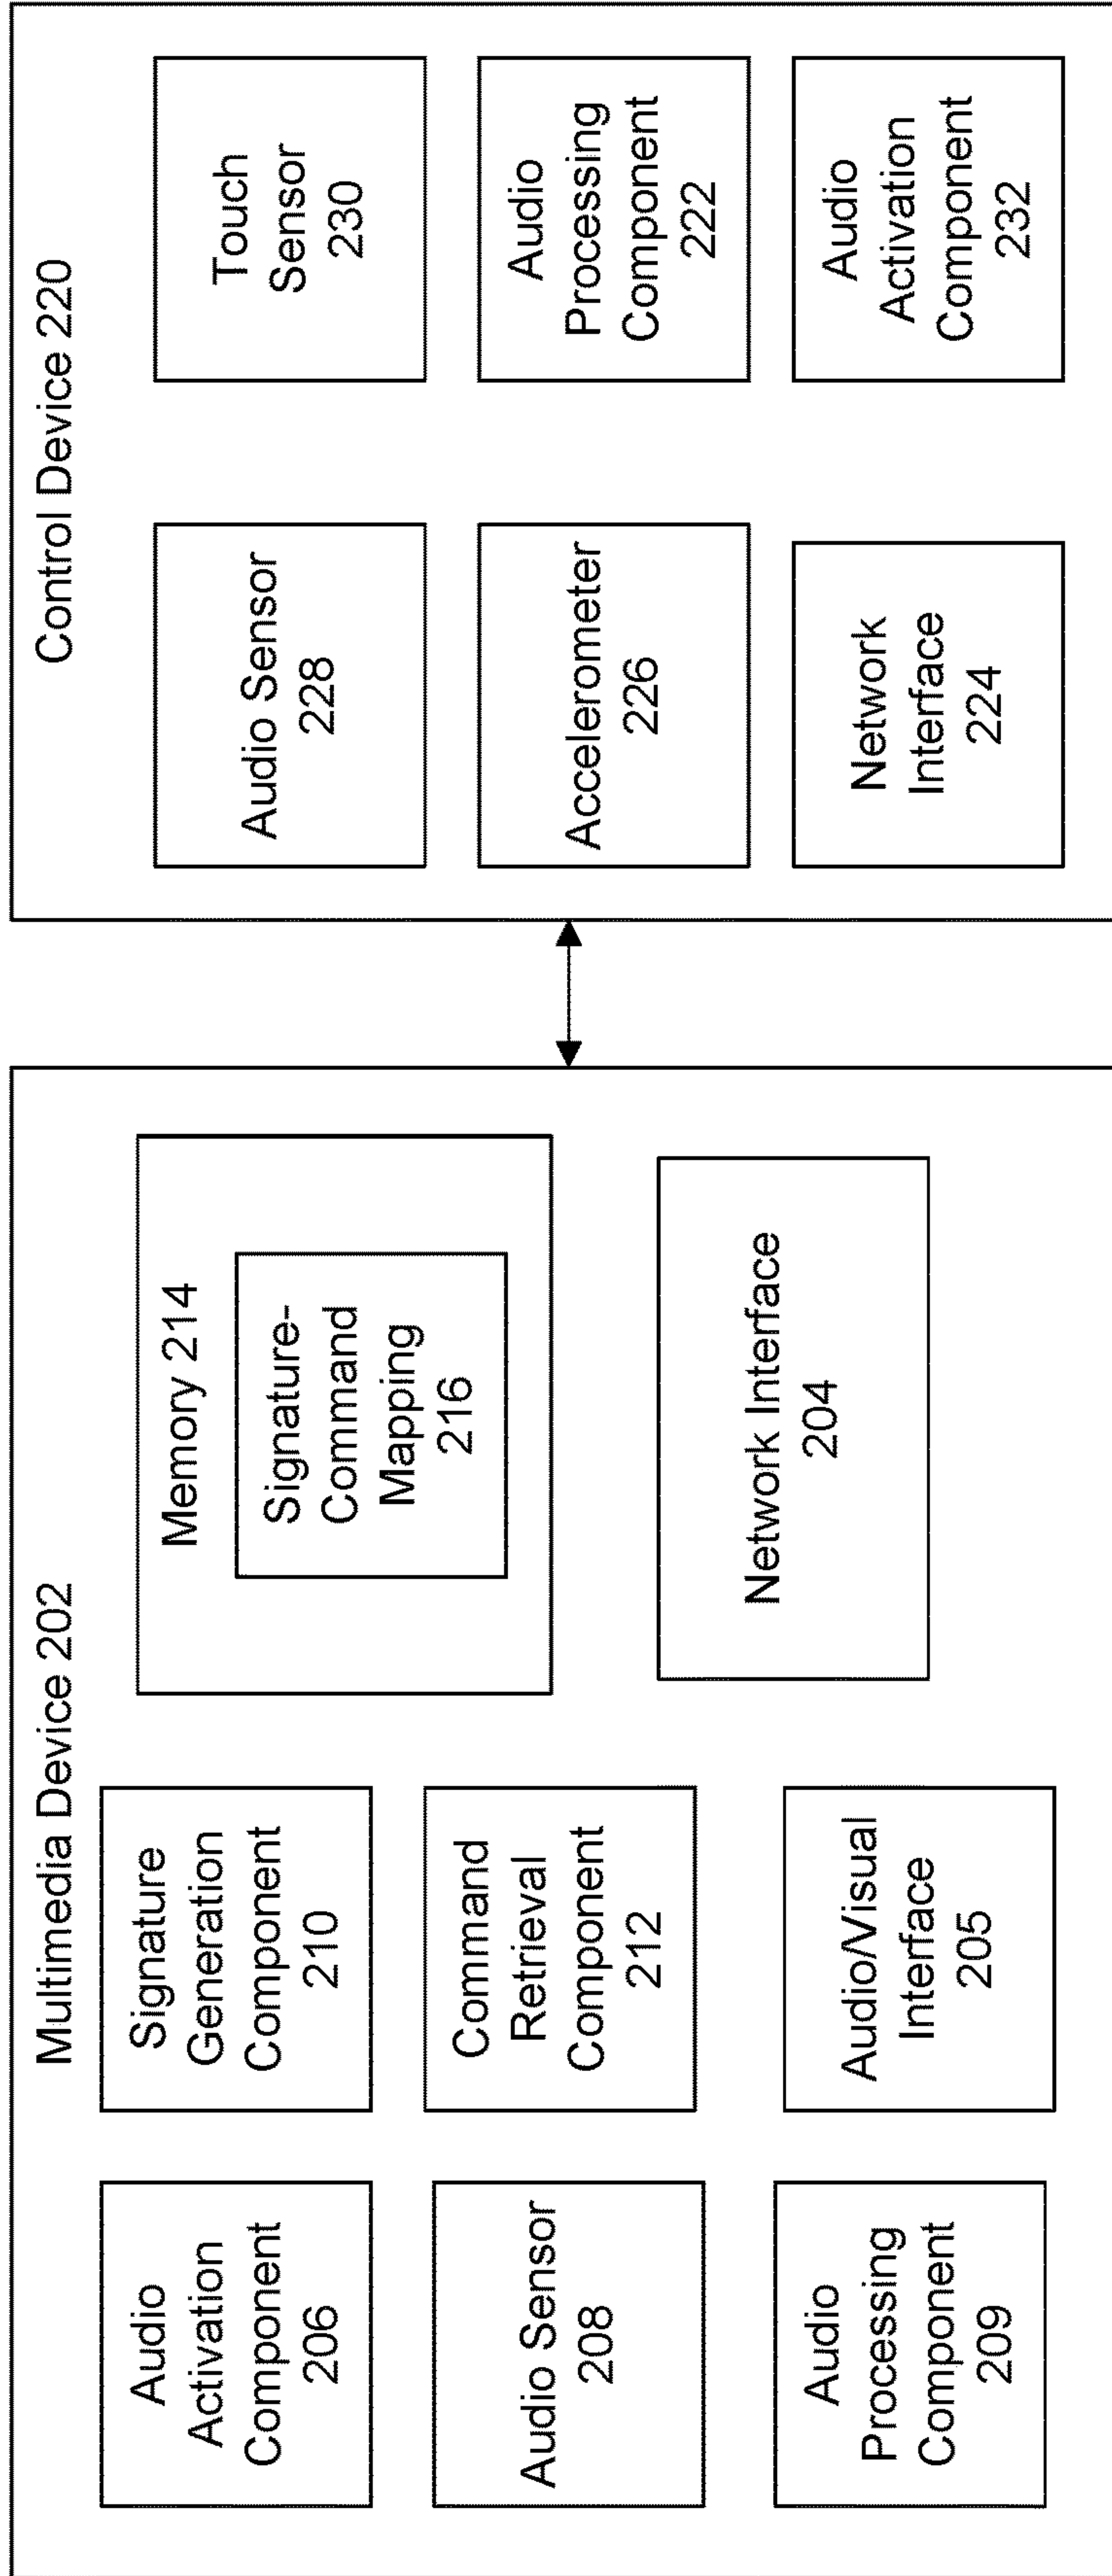 Multimedia Device 202
Audio
Activation
Component
206
Signature
Generation
Component
210
Memory 214
Signature-
Command
Mapping
216
Audio Sensor
208
Command
Retrieval
Component
212
Network Interface
204
Audio
Processing
Component
209
Audio/Visual
Interface
205
Control Device 220
Audio Sensor
228
Touch
Sensor
230
Accelerometer
226
Audio
Processing
Component
222
Network
Interface
224
Audio
Activation
Component
232